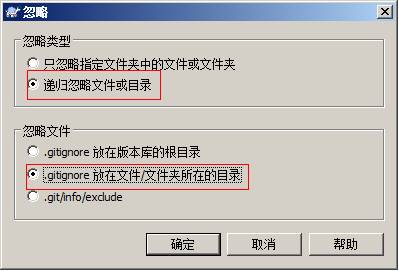 忽略
忽略类型
只忽略指定文件夹中的文件或文件夹
递归忽略文件或目录
忽略文件
.gitignore 放在版本库的根目录
.gitignore 放在文件/文件夹所在的目录
.git/info/exclude
确定 取消 帮助